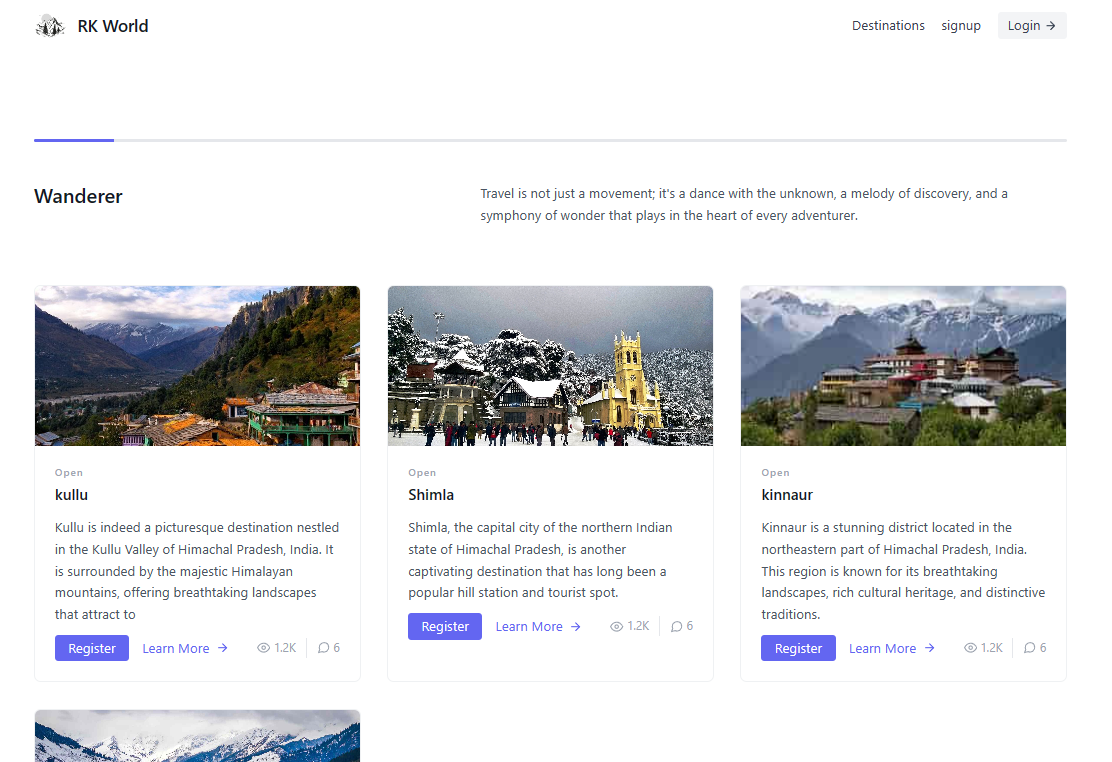 RK World
Destinations
signup
Login →
Wanderer
Travel is not just a movement; it's a dance with the unknown, a melody of discovery, and a
symphony of wonder that plays in the heart of every adventurer.
Open
kullu
Kullu is indeed a picturesque destination nestled
in the Kullu Valley of Himachal Pradesh, India. It
is surrounded by the majestic Himalayan
mountains, offering breathtaking landscapes
that attract to
Register
Learn More →
1.2K
6
Open
Shimla
Shimla, the capital city of the northern Indian
state of Himachal Pradesh, is another
captivating destination that has long been a
popular hill station and tourist spot.
Register
Learn More →
1.2K
6
Open
kinnaur
Kinnaur is a stunning district located in the
northeastern part of Himachal Pradesh, India.
This region is known for its breathtaking
landscapes, rich cultural heritage, and distinctive
traditions.
Register
Learn More →
1.2K
6